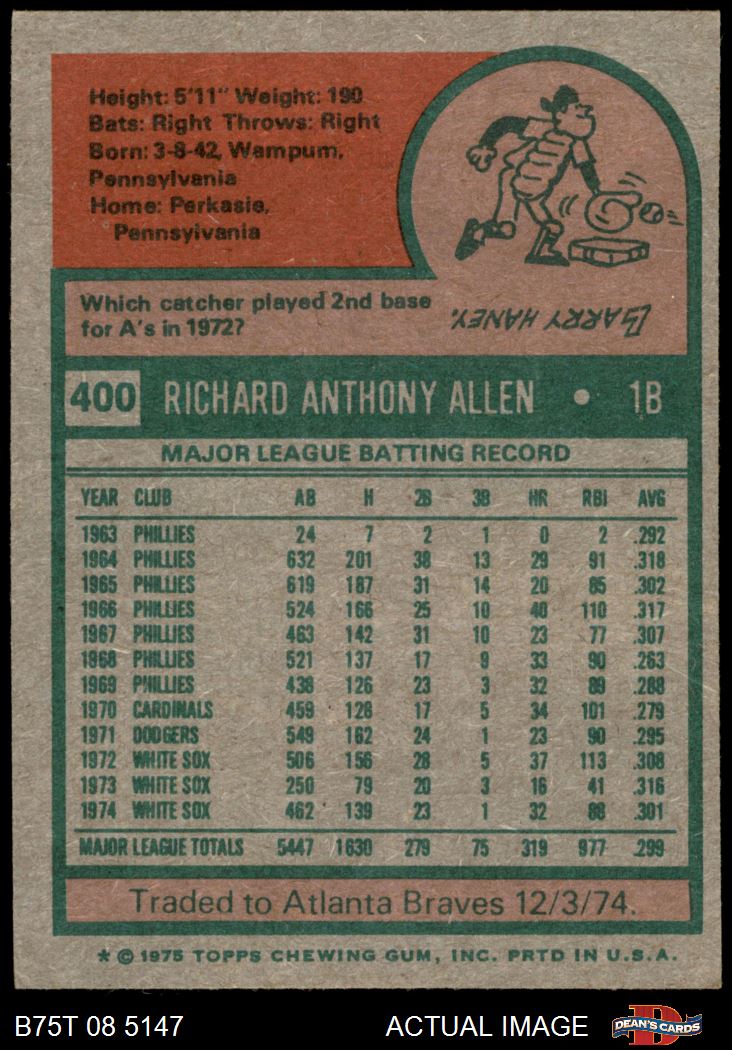 Height: 5'11" Weight: 190
Bats: Right Throws: Right
Born: 3-8-42, Wampum,
Pennsylvania
Home: Perkasie,
Pennsylvania
Which catcher played 2nd base
for A's in 1972?
LARRY HANEY.
400 RICHARD ANTHONY ALLEN • 1B
MAJOR LEAGUE BATTING RECORD
YEAR CLUB AB H 2B 3B HR RBI AVG
1963 PHILLIES 24 7 2 1 0 2 .292
1964 PHILLIES 632 201 38 13 29 91 .318
1965 PHILLIES 619 187 31 14 20 85 .302
1966 PHILLIES 524 166 25 10 40 110 .317
1967 PHILLIES 463 142 31 10 23 77 .307
1968 PHILLIES 521 137 17 9 33 90 .263
1969 PHILLIES 438 126 23 3 32 89 .288
1970 CARDINALS 459 128 17 5 34 101 .279
1971 DODGERS 549 162 24 1 23 90 .295
1972 WHITE SOX 506 156 28 5 37 113 .308
1973 WHITE SOX 250 79 20 3 16 41 .316
1974 WHITE SOX 462 139 23 1 32 88 .301
MAJOR LEAGUE TOTALS 5447 1630 279 75 319 977 .299
Traded to Atlanta Braves 12/3/74.
* © 1975 TOPPS CHEWING GUM, INC. PRTD IN U.S.A.
B75T 08 5147 ACTUAL IMAGE
D
DEAN'S CARDS